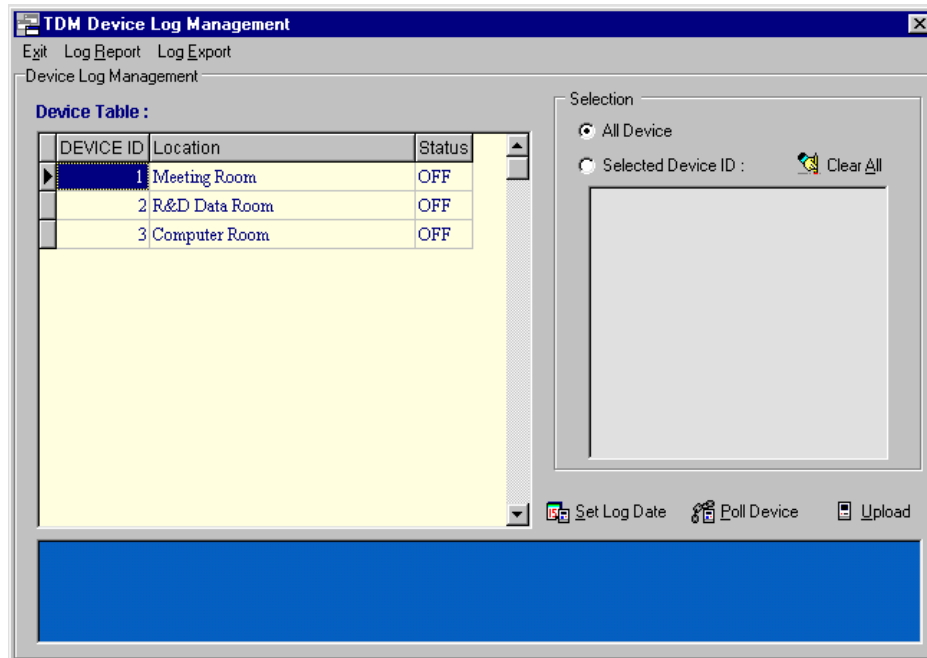 TDM Device Log Management
Exit Log Report Log Export
Device Log Management
Device Table :
DEVICE ID Location Status
1 Meeting Room OFF
2 R&D Data Room OFF
3 Computer Room OFF
Selection
All Device
Selected Device ID : Clear All
Set Log Date Poll Device Upload